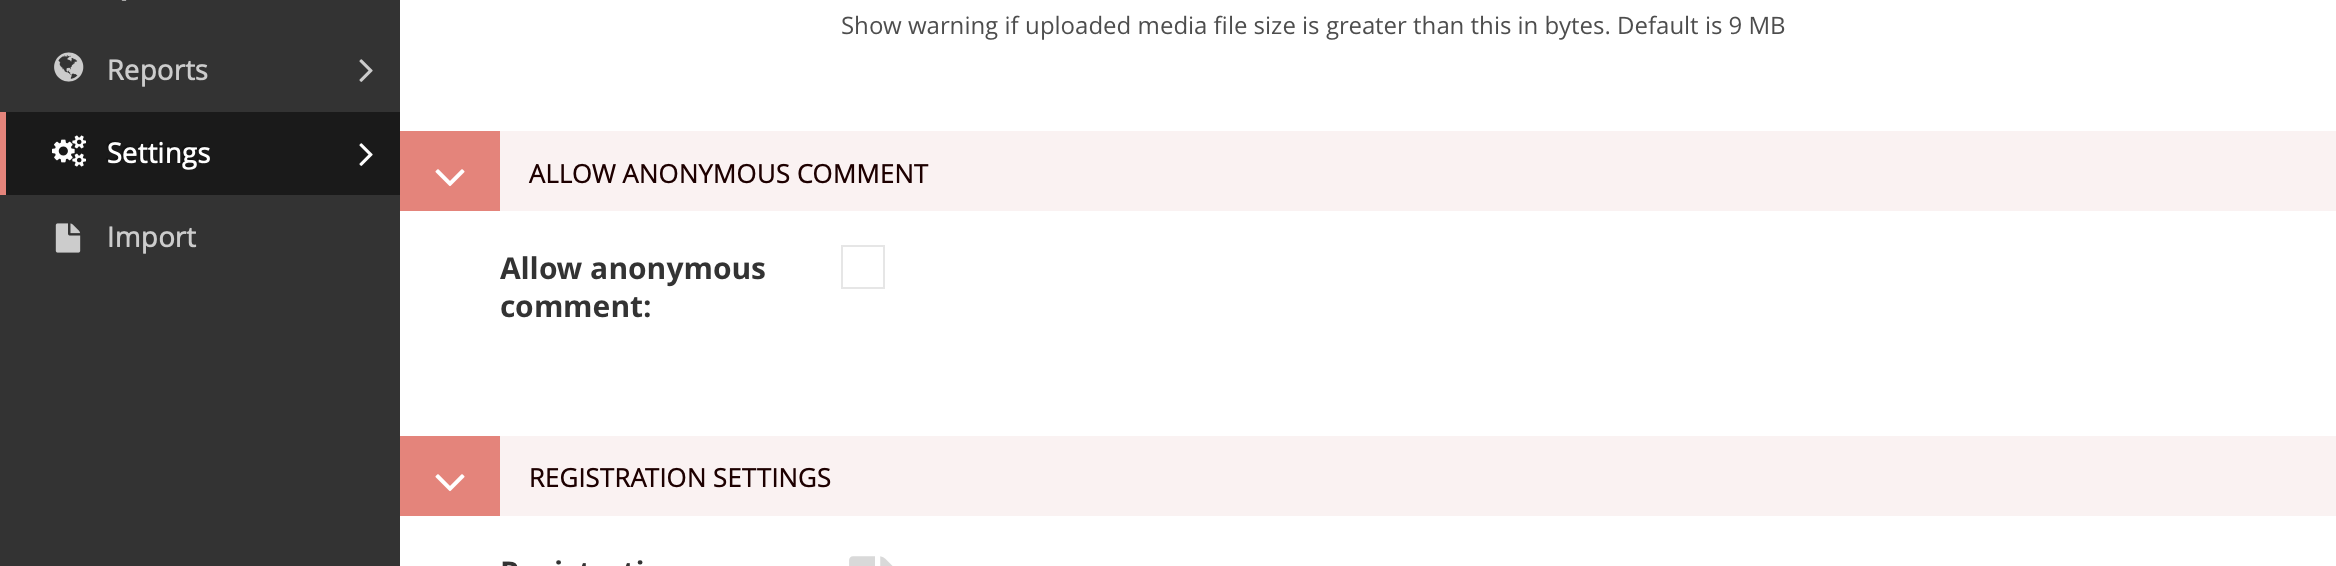 Show warning if uploaded media file size is greater than this in bytes. Default is 9 MB
Reports
Settings
Import
ALLOW ANONYMOUS COMMENT
Allow anonymous
comment:
REGISTRATION SETTINGS